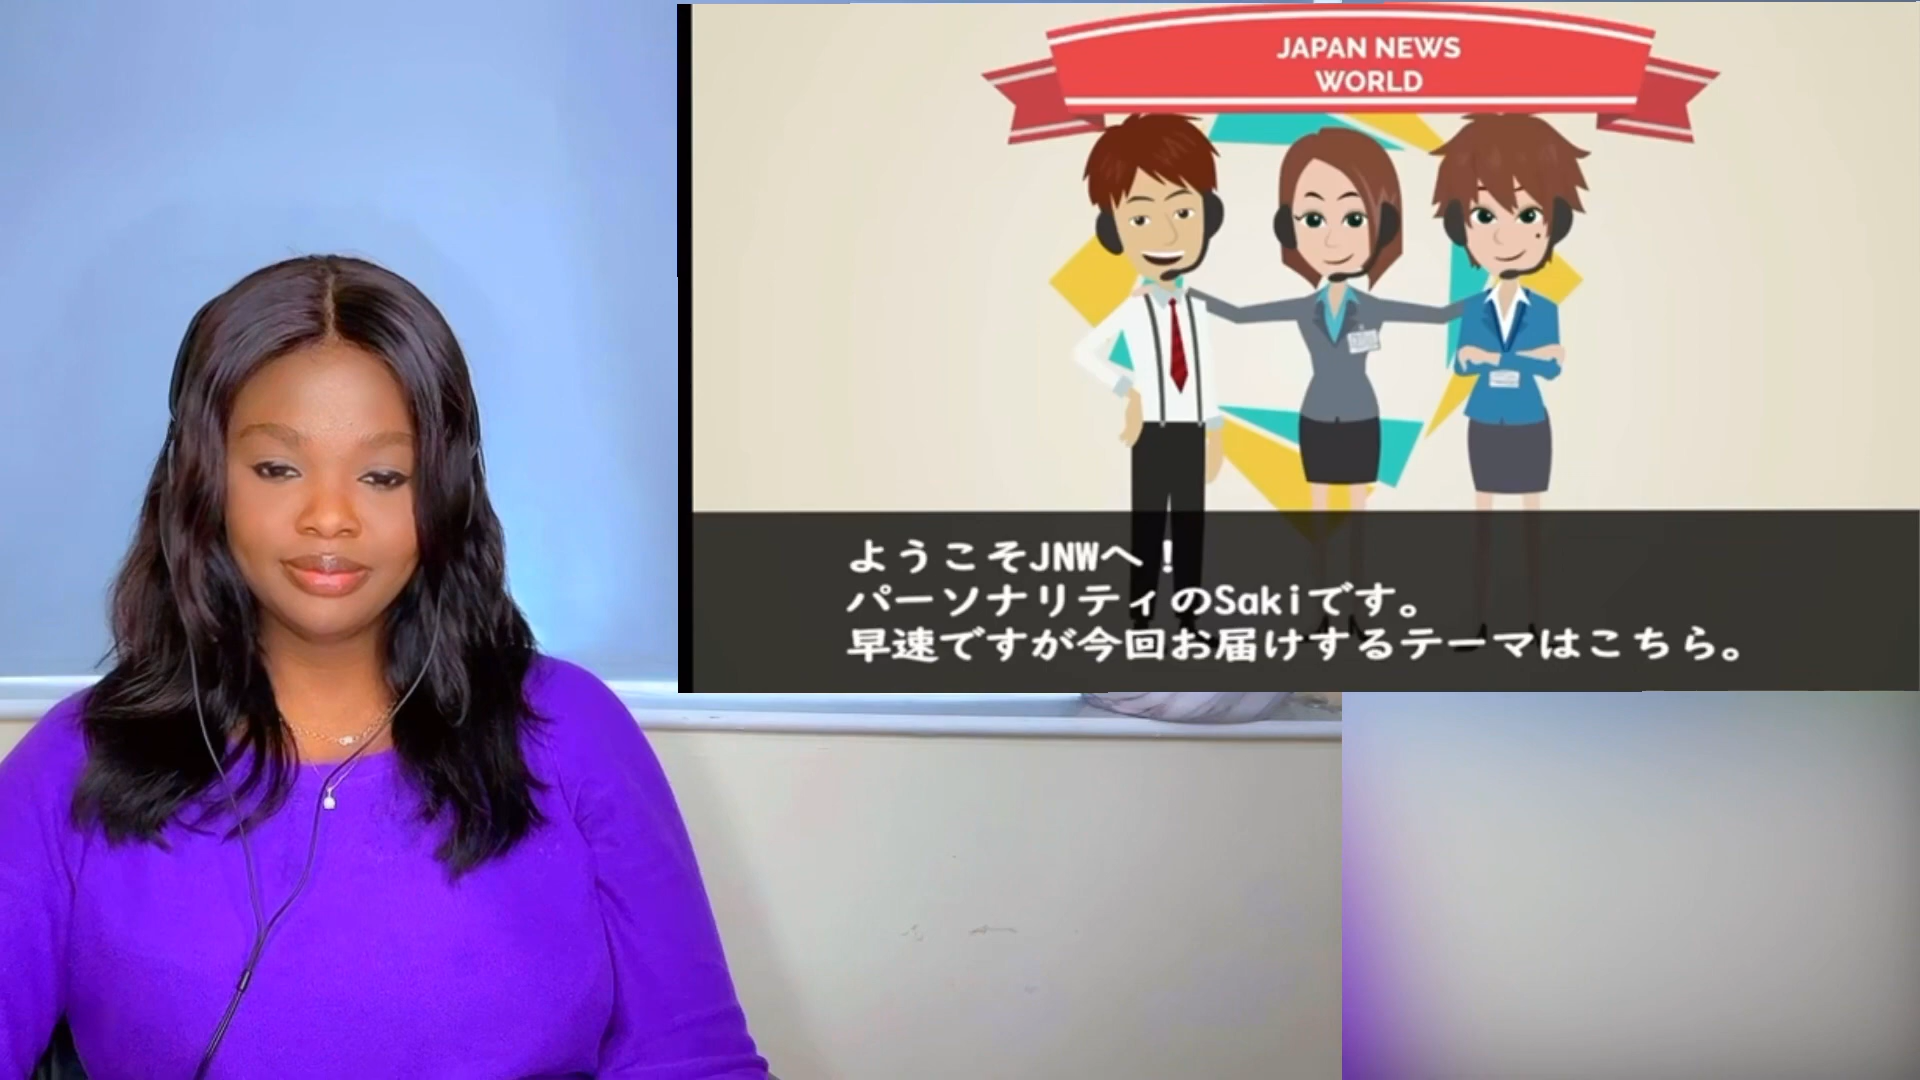 JAPAN NEWS
WORLD
ようこそJNWへ！
パーソナリティのSakiです。
早速ですが今回お届けするテーマはこちら。